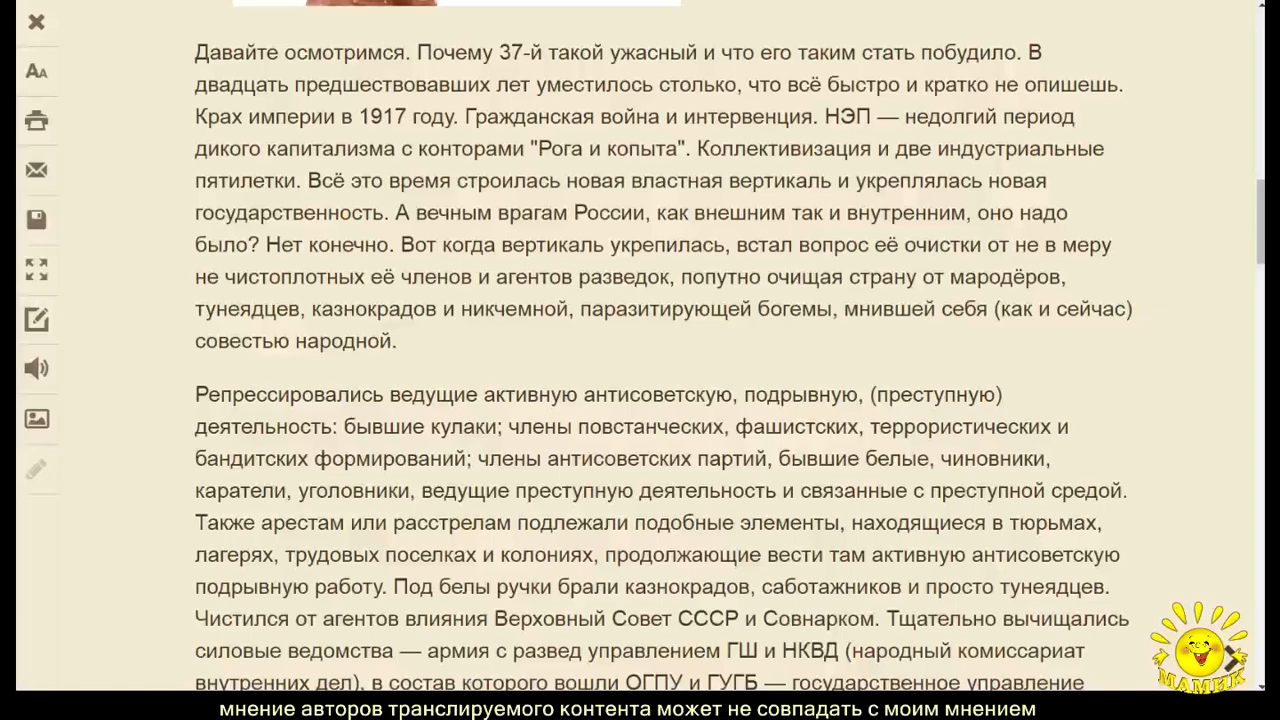 Давайте осмотримся. Почему 37-й такой ужасный и что его таким стать побудило. В
двадцать предшествовавших лет уместилось столько, что всё быстро и кратко не опишешь.
Крах империи в 1917 году. Гражданская война и интервенция. НЭП — недолгий период
дикого капитализма с конторами "Рога и копыта". Коллективизация и две индустриальные
пятилетки. Всё это время строилась новая властная вертикаль и укреплялась новая
государственность. А вечным врагам России, как внешним так и внутренним, оно надо
было? Нет конечно. Вот когда вертикаль укрепилась, встал вопрос её очистки от не в меру
не чистоплотных её членов и агентов разведок, попутно очищая страну от мародёров,
тунеядцев, казнокрадов и никчемной, паразитирующей богемы, мнившей себя (как и сейчас)
совестью народной.
Репрессировались ведущие активную антисоветскую, подрывную, (преступную)
деятельность: бывшие кулаки; члены повстанческих, фашистских, террористических и
бандитских формирований; члены антисоветских партий, бывшие белые, чиновники,
каратели, уголовники, ведущие преступную деятельность и связанные с преступной средой.
Также арестам или расстрелам подлежали подобные элементы, находящиеся в тюрьмах,
лагерях, трудовых поселках и колониях, продолжающие вести там активную антисоветскую
подрывную работу. Под белы ручки брали казнокрадов, саботажников и просто тунеядцев.
Чистился от агентов влияния Верховный Совет СССР и Совнарком. Тщательно вычищались
силовые ведомства — армия с развед управлением ГШ и НКВД (народный комиссариат
внутренних дел), в состав которого вошли ОГПУ и ГУГБ — государственное управление
МАМИК
мнение авторов транслируемого контента может не совпадать с моим мнением